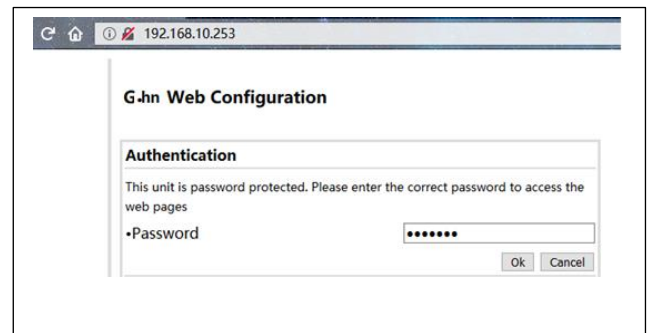 192.168.10.253
G.hn Web Configuration
Authentication
This unit is password protected. Please enter the correct password to access the
web pages
•Password •••••••
Ok Cancel